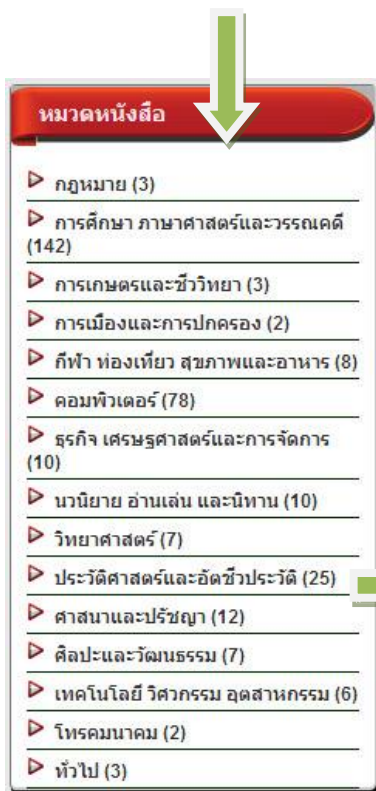 หมวดหนังสือ
กฎหมาย (3)
การศึกษา ภาษาศาสตร์และวรรณคดี
(142)
การเกษตรและชีววิทยา (3)
การเมืองและการปกครอง (2)
กีฬา ท่องเที่ยว สุขภาพและอาหาร (8)
คอมพิวเตอร์ (78)
ธุรกิจ เศรษฐศาสตร์และการจัดการ
(10)
นวนิยาย อ่านเล่น และนิทาน (10)
วิทยาศาสตร์ (7)
ประวัติศาสตร์และอัตชีวประวัติ (25)
ศาสนาและปรัชญา (12)
ศิลปะและวัฒนธรรม (7)
เทคโนโลยี วิศวกรรม อุตสาหกรรม (6)
โทรคมนาคม (2)
ทั่วไป (3)